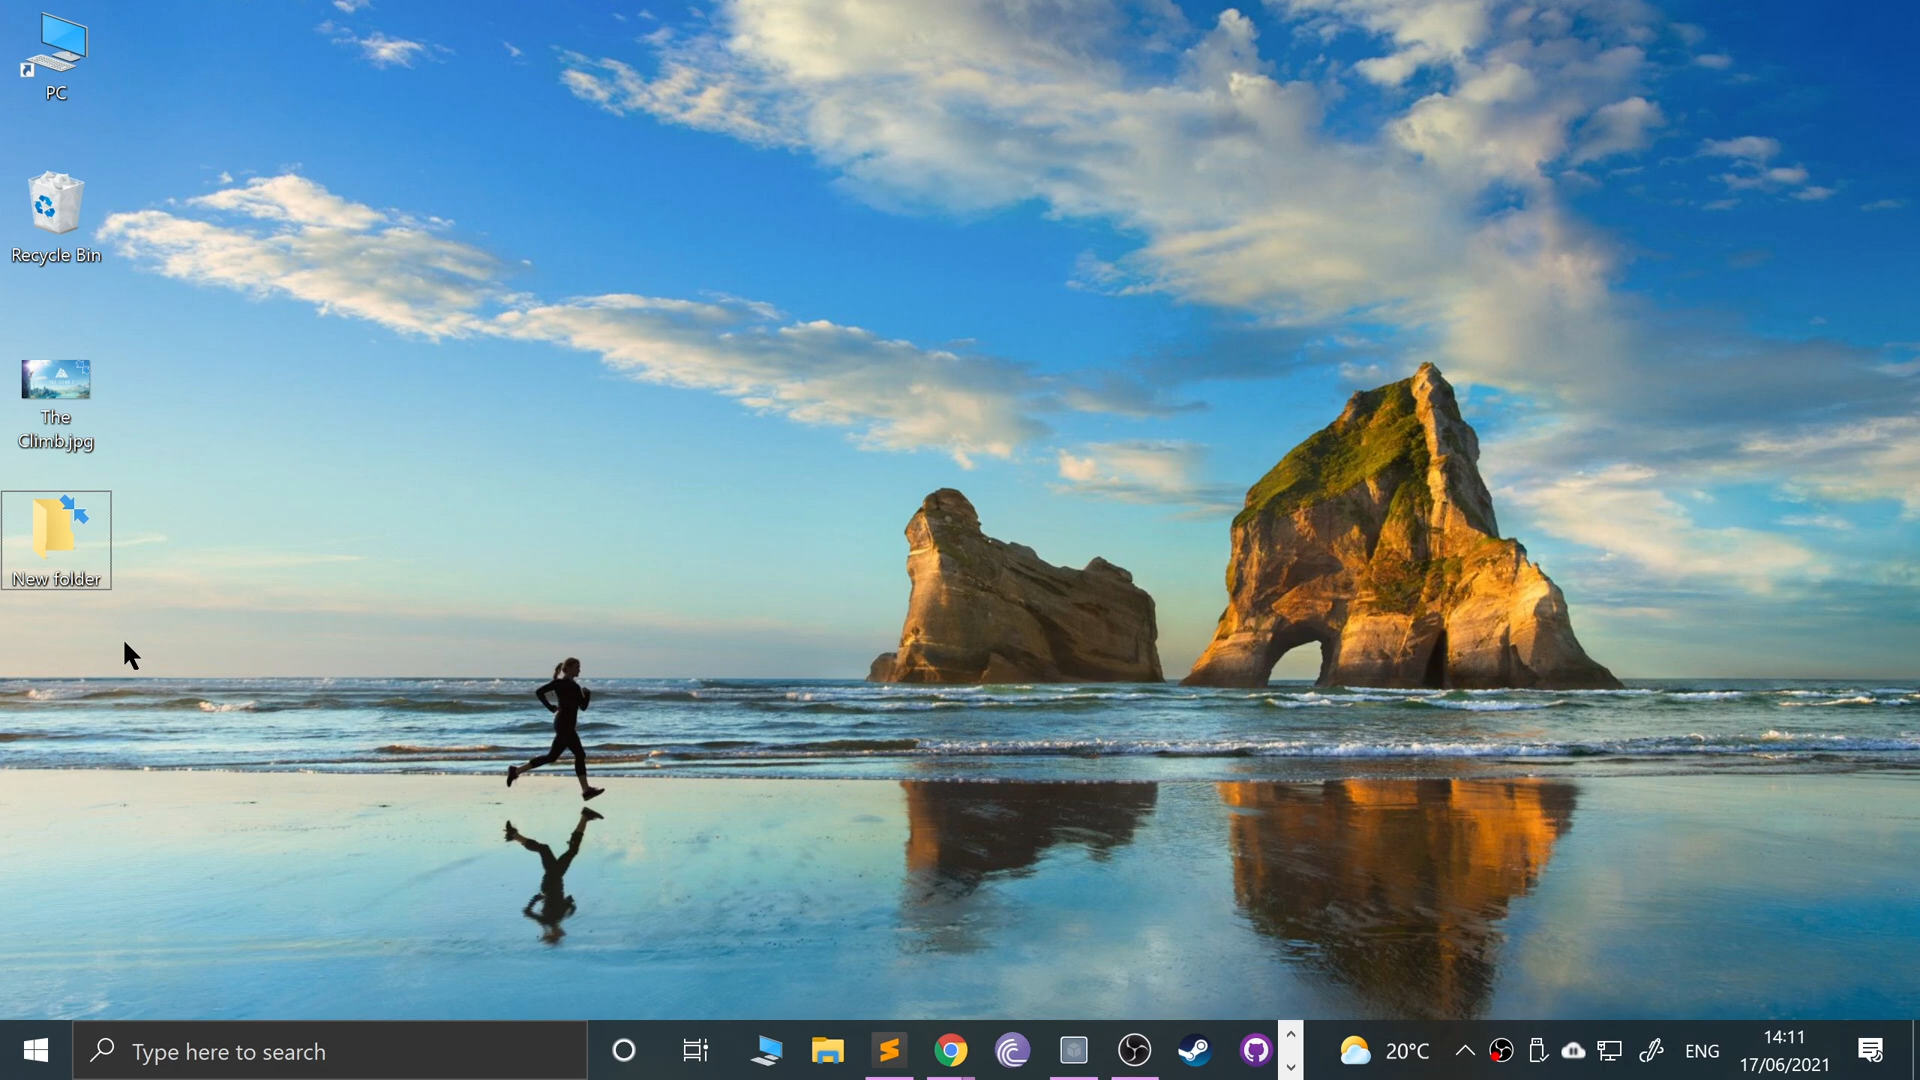 PC
Recycle Bin
The
Climb.jpg
New folder
Type here to search
20°C
ENG
14:11
17/06/2021